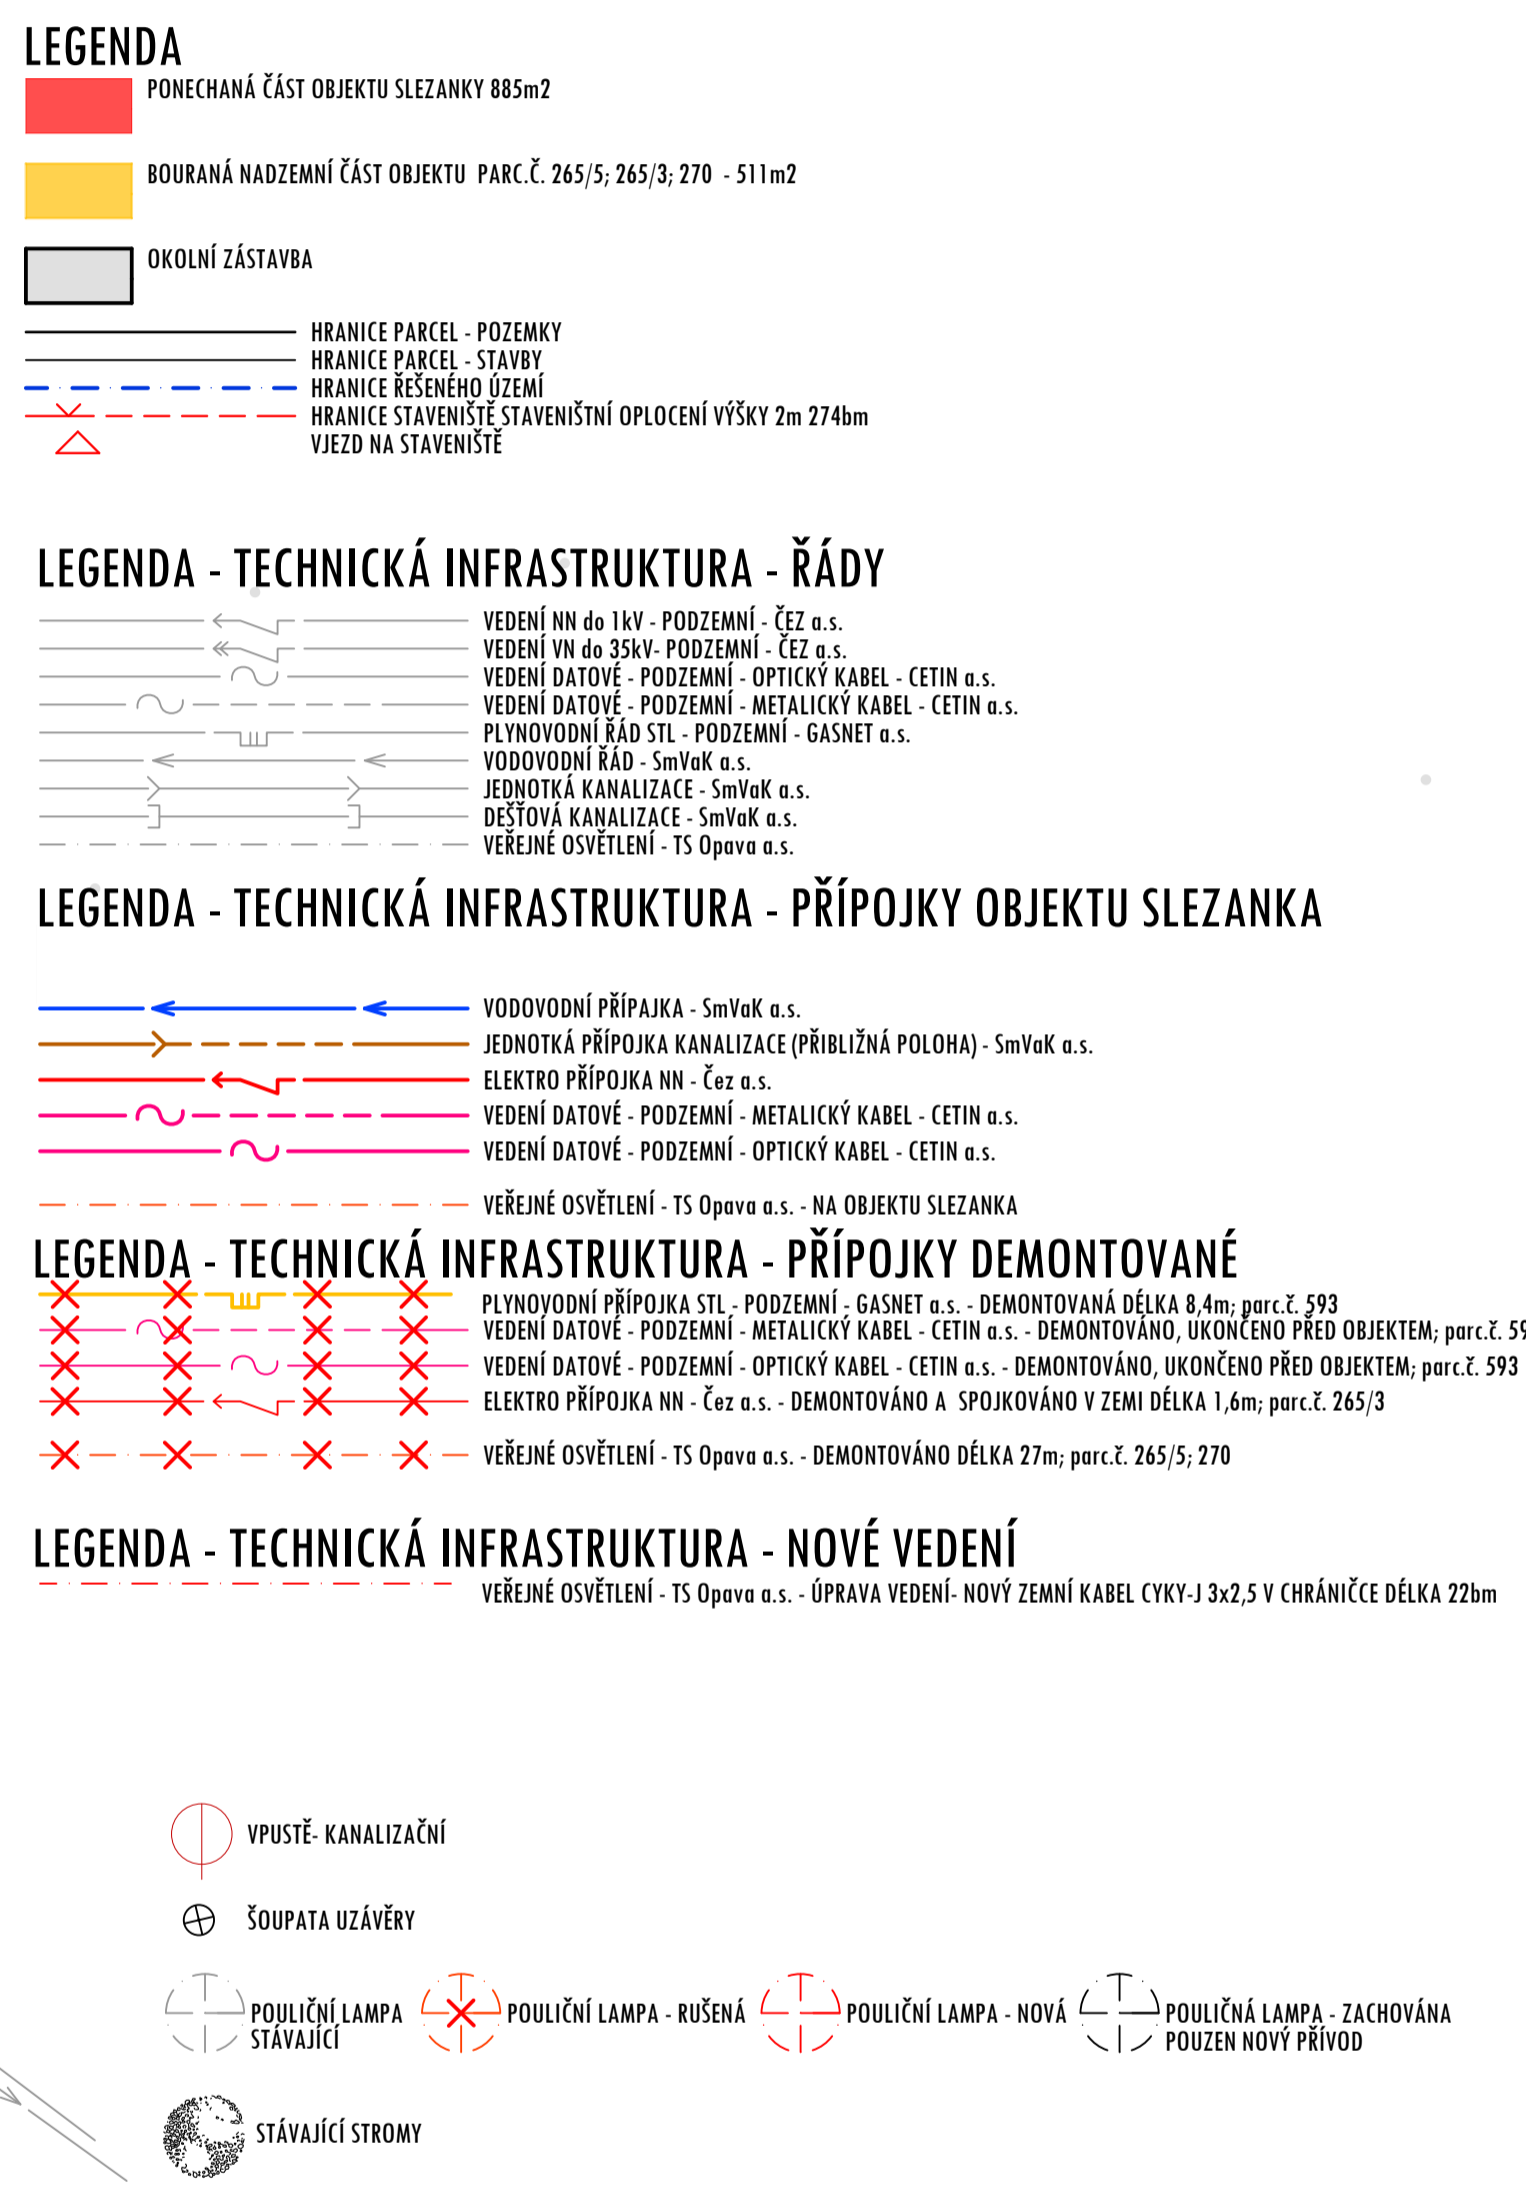 LEGENDA
PONECHANÁ ČÁST OBJEKTU SLEZANKY 885m2
BOURANÁ NADZEMNÍ ČÁST OBJEKTU PARC.Č. 265/5; 265/3; 270 - 511m2
OKOLNÍ ZÁSTAVBA
HRANICE PARCEL - POZEMKY
HRANICE PARCEL - STAVBY
HRANICE ŘEŠENÉHO ÚZEMÍ
HRANICE STAVENIŠTĚ STAVENIŠTNÍ OPLOCENÍ VÝŠKY 2m 274bm
VJEZD NA STAVENIŠTĚ
LEGENDA - TECHNICKÁ INFRASTRUKTURA - ŘÁDY
VEDENÍ NN do 1kV - PODZEMNÍ - ČEZ a.s.
VEDENÍ VN do 35kV- PODZEMNÍ - ČEZ a.s.
VEDENÍ DATOVÉ - PODZEMNÍ - OPTICKÝ KABEL - CETIN a.s.
VEDENÍ DATOVÉ - PODZEMNÍ - METALICKÝ KABEL - CETIN a.s.
PLYNOVODNÍ ŘÁD STL - PODZEMNÍ - GASNET a.s.
VODOVODNÍ ŘÁD - SmVaK a.s.
JEDNOTKÁ KANALIZACE - SmVaK a.s.
DEŠŤOVÁ KANALIZACE - SmVaK a.s.
VEŘEJNÉ OSVĚTLENÍ - TS Opava a.s.
LEGENDA - TECHNICKÁ INFRASTRUKTURA - PŘÍPOJKY OBJEKTU SLEZANKA
VODOVODNÍ PŘÍPAJKA - SmVaK a.s.
JEDNOTKÁ PŘÍPOJKA KANALIZACE (PŘIBLIŽNÁ POLOHA) - SmVaK a.s.
ELEKTRO PŘÍPOJKA NN - Čez a.s.
VEDENÍ DATOVÉ - PODZEMNÍ - METALICKÝ KABEL - CETIN a.s.
VEDENÍ DATOVÉ - PODZEMNÍ - OPTICKÝ KABEL - CETIN a.s.
VEŘEJNÉ OSVĚTLENÍ - TS Opava a.s. - NA OBJEKTU SLEZANKA
LEGENDA - TECHNICKÁ INFRASTRUKTURA - PŘÍPOJKY DEMONTOVANÉ
PLYNOVODNÍ PŘÍPOJKA STL - PODZEMNÍ - GASNET a.s. - DEMONTOVANÁ DÉLKA 8,4m; parc.č. 593
VEDENÍ DATOVÉ - PODZEMNÍ - METALICKÝ KABEL - CETIN a.s. - DEMONTOVÁNO, UKONČENO PŘED OBJEKTEM; parc.č.
VEDENÍ DATOVÉ - PODZEMNÍ - OPTICKÝ KABEL - CETIN a.s. - DEMONTOVÁNO, UKONČENO PŘED OBJEKTEM; parc.č. 593
ELEKTRO PŘÍPOJKA NN - Čez a.s. - DEMONTOVÁNO A SPOJKOVÁNO V ZEMI DÉLKA 1,6m; parc.č. 265/3
VEŘEJNÉ OSVĚTLENÍ - TS Opava a.s. - DEMONTOVÁNO DÉLKA 27m; parc.č. 265/5; 270
LEGENDA - TECHNICKÁ INFRASTRUKTURA - NOVÉ VEDENÍ
VEŘEJNÉ OSVĚTLENÍ - TS Opava a.s. - ÚPRAVA VEDENÍ- NOVÝ ZEMNÍ KABEL CYKY-J 3x2,5 V CHRÁNIČCE DÉLKA 22bm
VPUSTĚ- KANALIZAČNÍ
ŠOUPATA UZÁVĚRY
POULIČNÍ LAMPA
STÁVAJÍCÍ
POULIČNÍ LAMPA - RUŠENÁ
POULIČNÍ LAMPA - NOVÁ
POULIČNÁ LAMPA - ZACHOVÁNA
POUZEN NOVÝ PŘÍVOD
STÁVAJÍCÍ STROMY